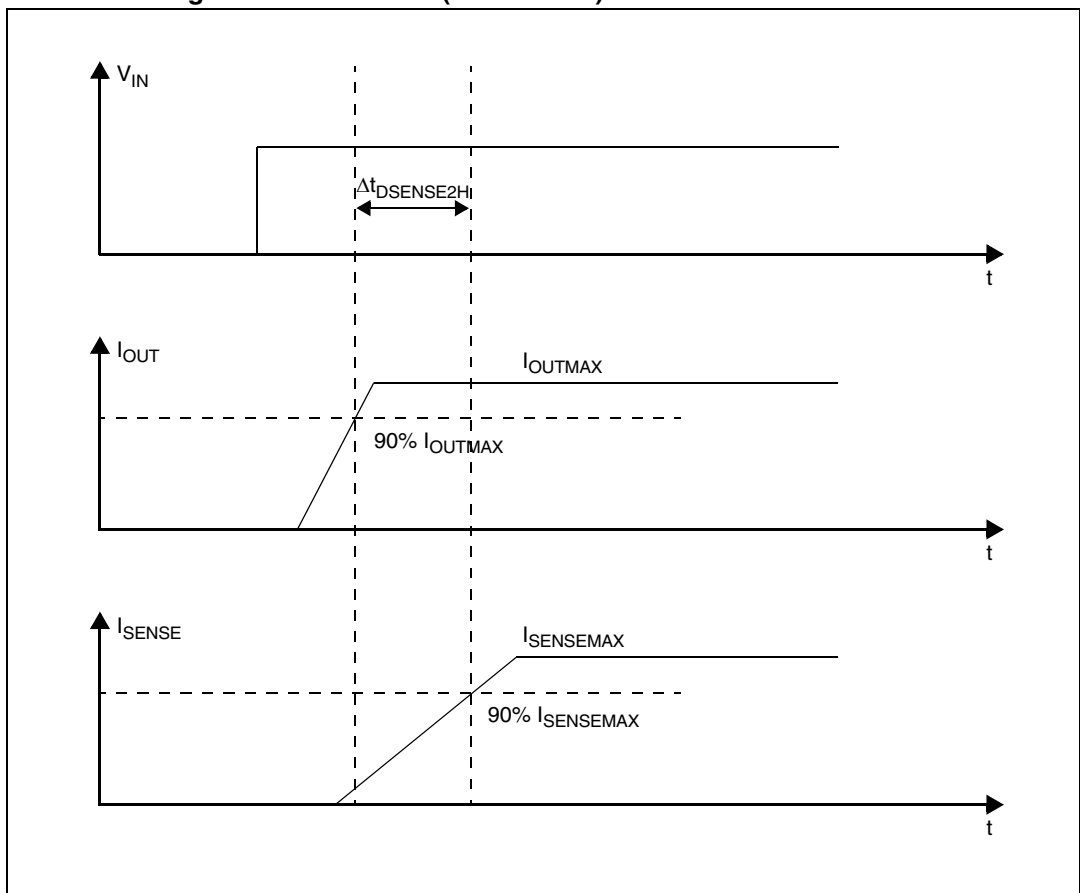 V_IN
Δt_DSENSE2H
t
I_OUT
I_OUTMAX
90% I_OUTMAX
t
I_SENSE
I_SENSEMAX
90% I_SENSEMAX
t